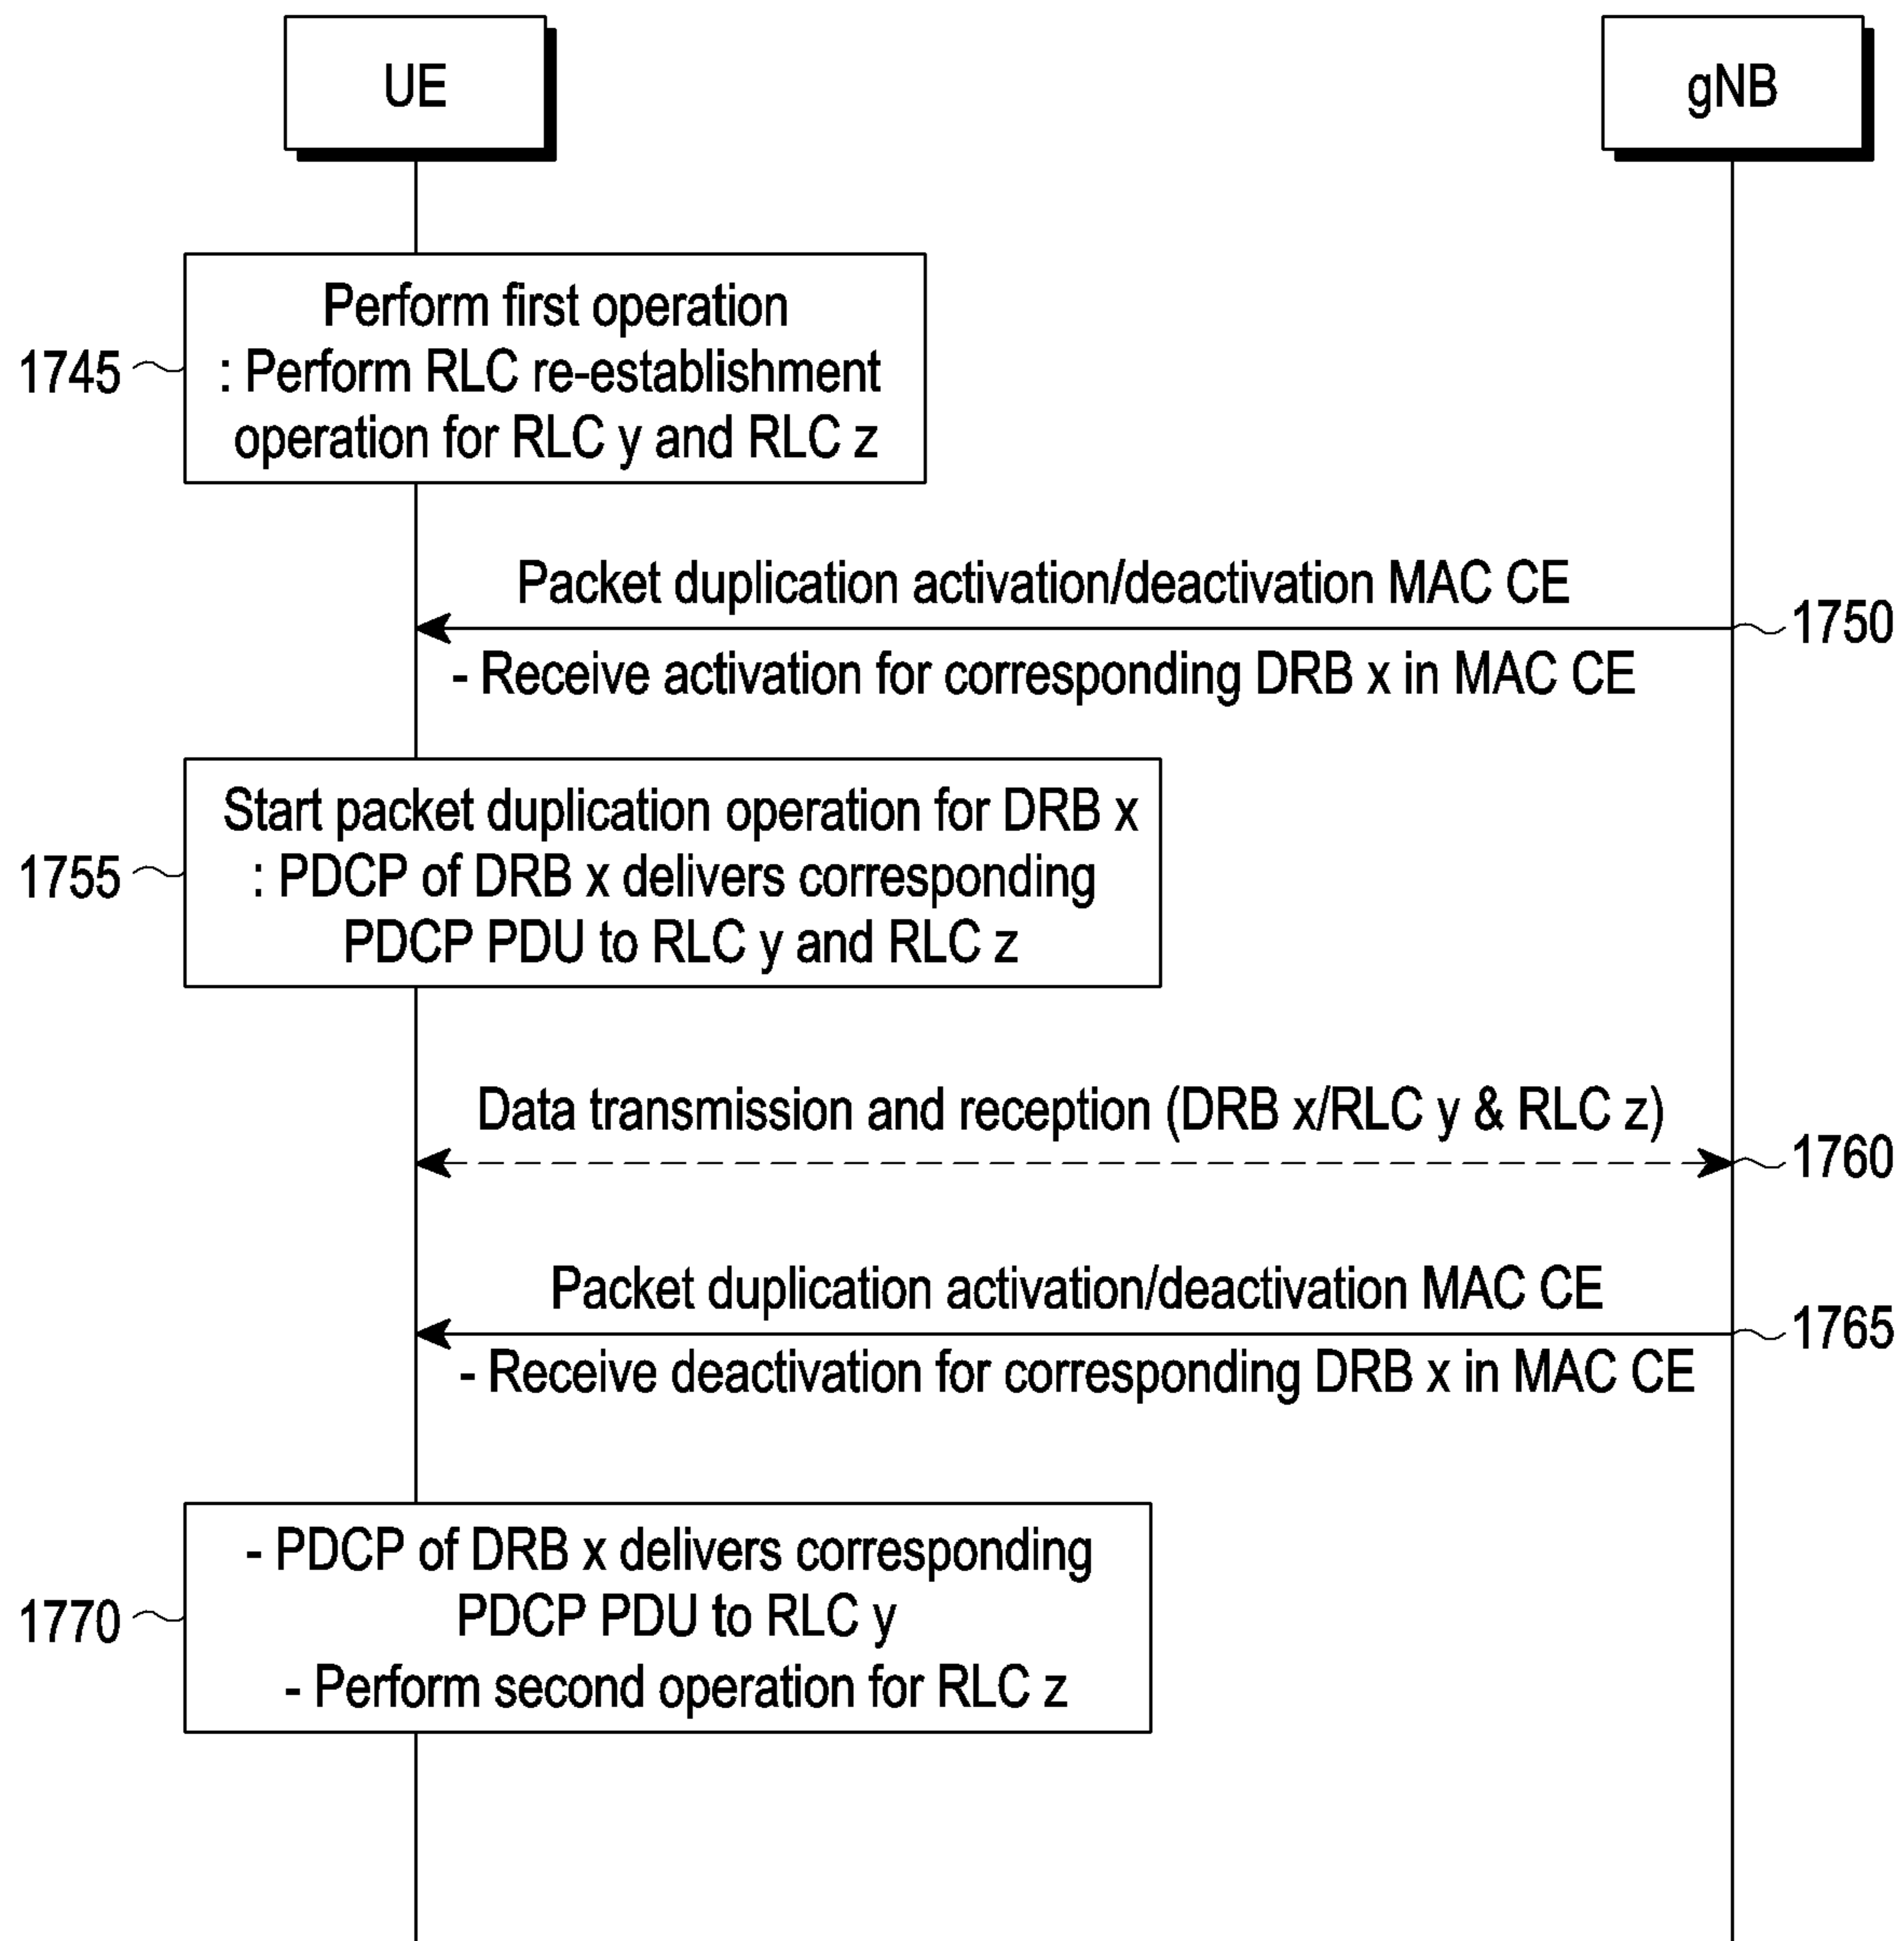 UE
gNB
Perform first operation
1745
: Perform RLC re-establishment
operation for RLC y and RLC z
Packet duplication activation/deactivation MAC CE
1750
- Receive activation for corresponding DRB x in MAC CE
Start packet duplication operation for DRB x
1755
: PDCP of DRB x delivers corresponding
PDCP PDU to RLC y and RLC z
Data transmission and reception (DRB x/RLC y & RLC z)
1760
Packet duplication activation/deactivation MAC CE
1765
- Receive deactivation for corresponding DRB x in MAC CE
- PDCP of DRB x delivers corresponding
1770
PDCP PDU to RLC y
- Perform second operation for RLC z